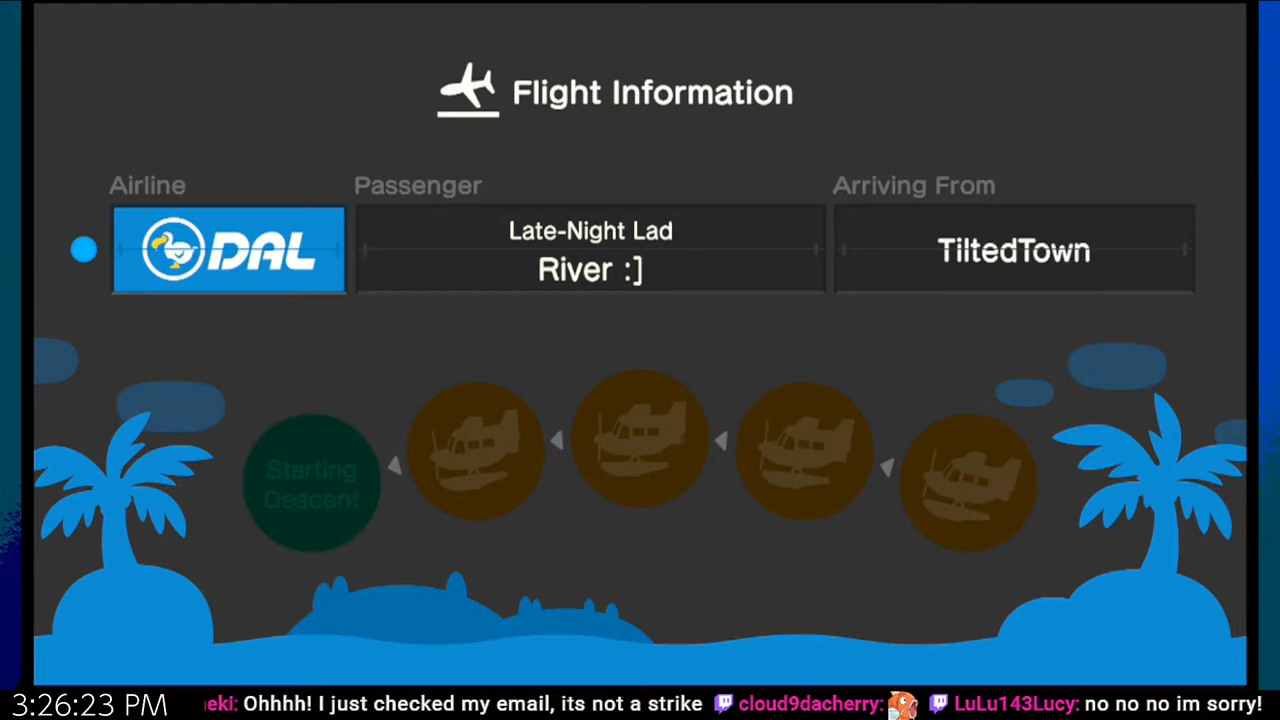 Flight Information
Airline
Passenger
Arriving From
DAL
Late-Night Lad
River :]
TiltedTown
Starting
Descent
3:26:23 PM
eki: Ohhhh! I just checked my email, its not a strike cloud9dacherry: LuLu143Lucy: no no no im sorry!